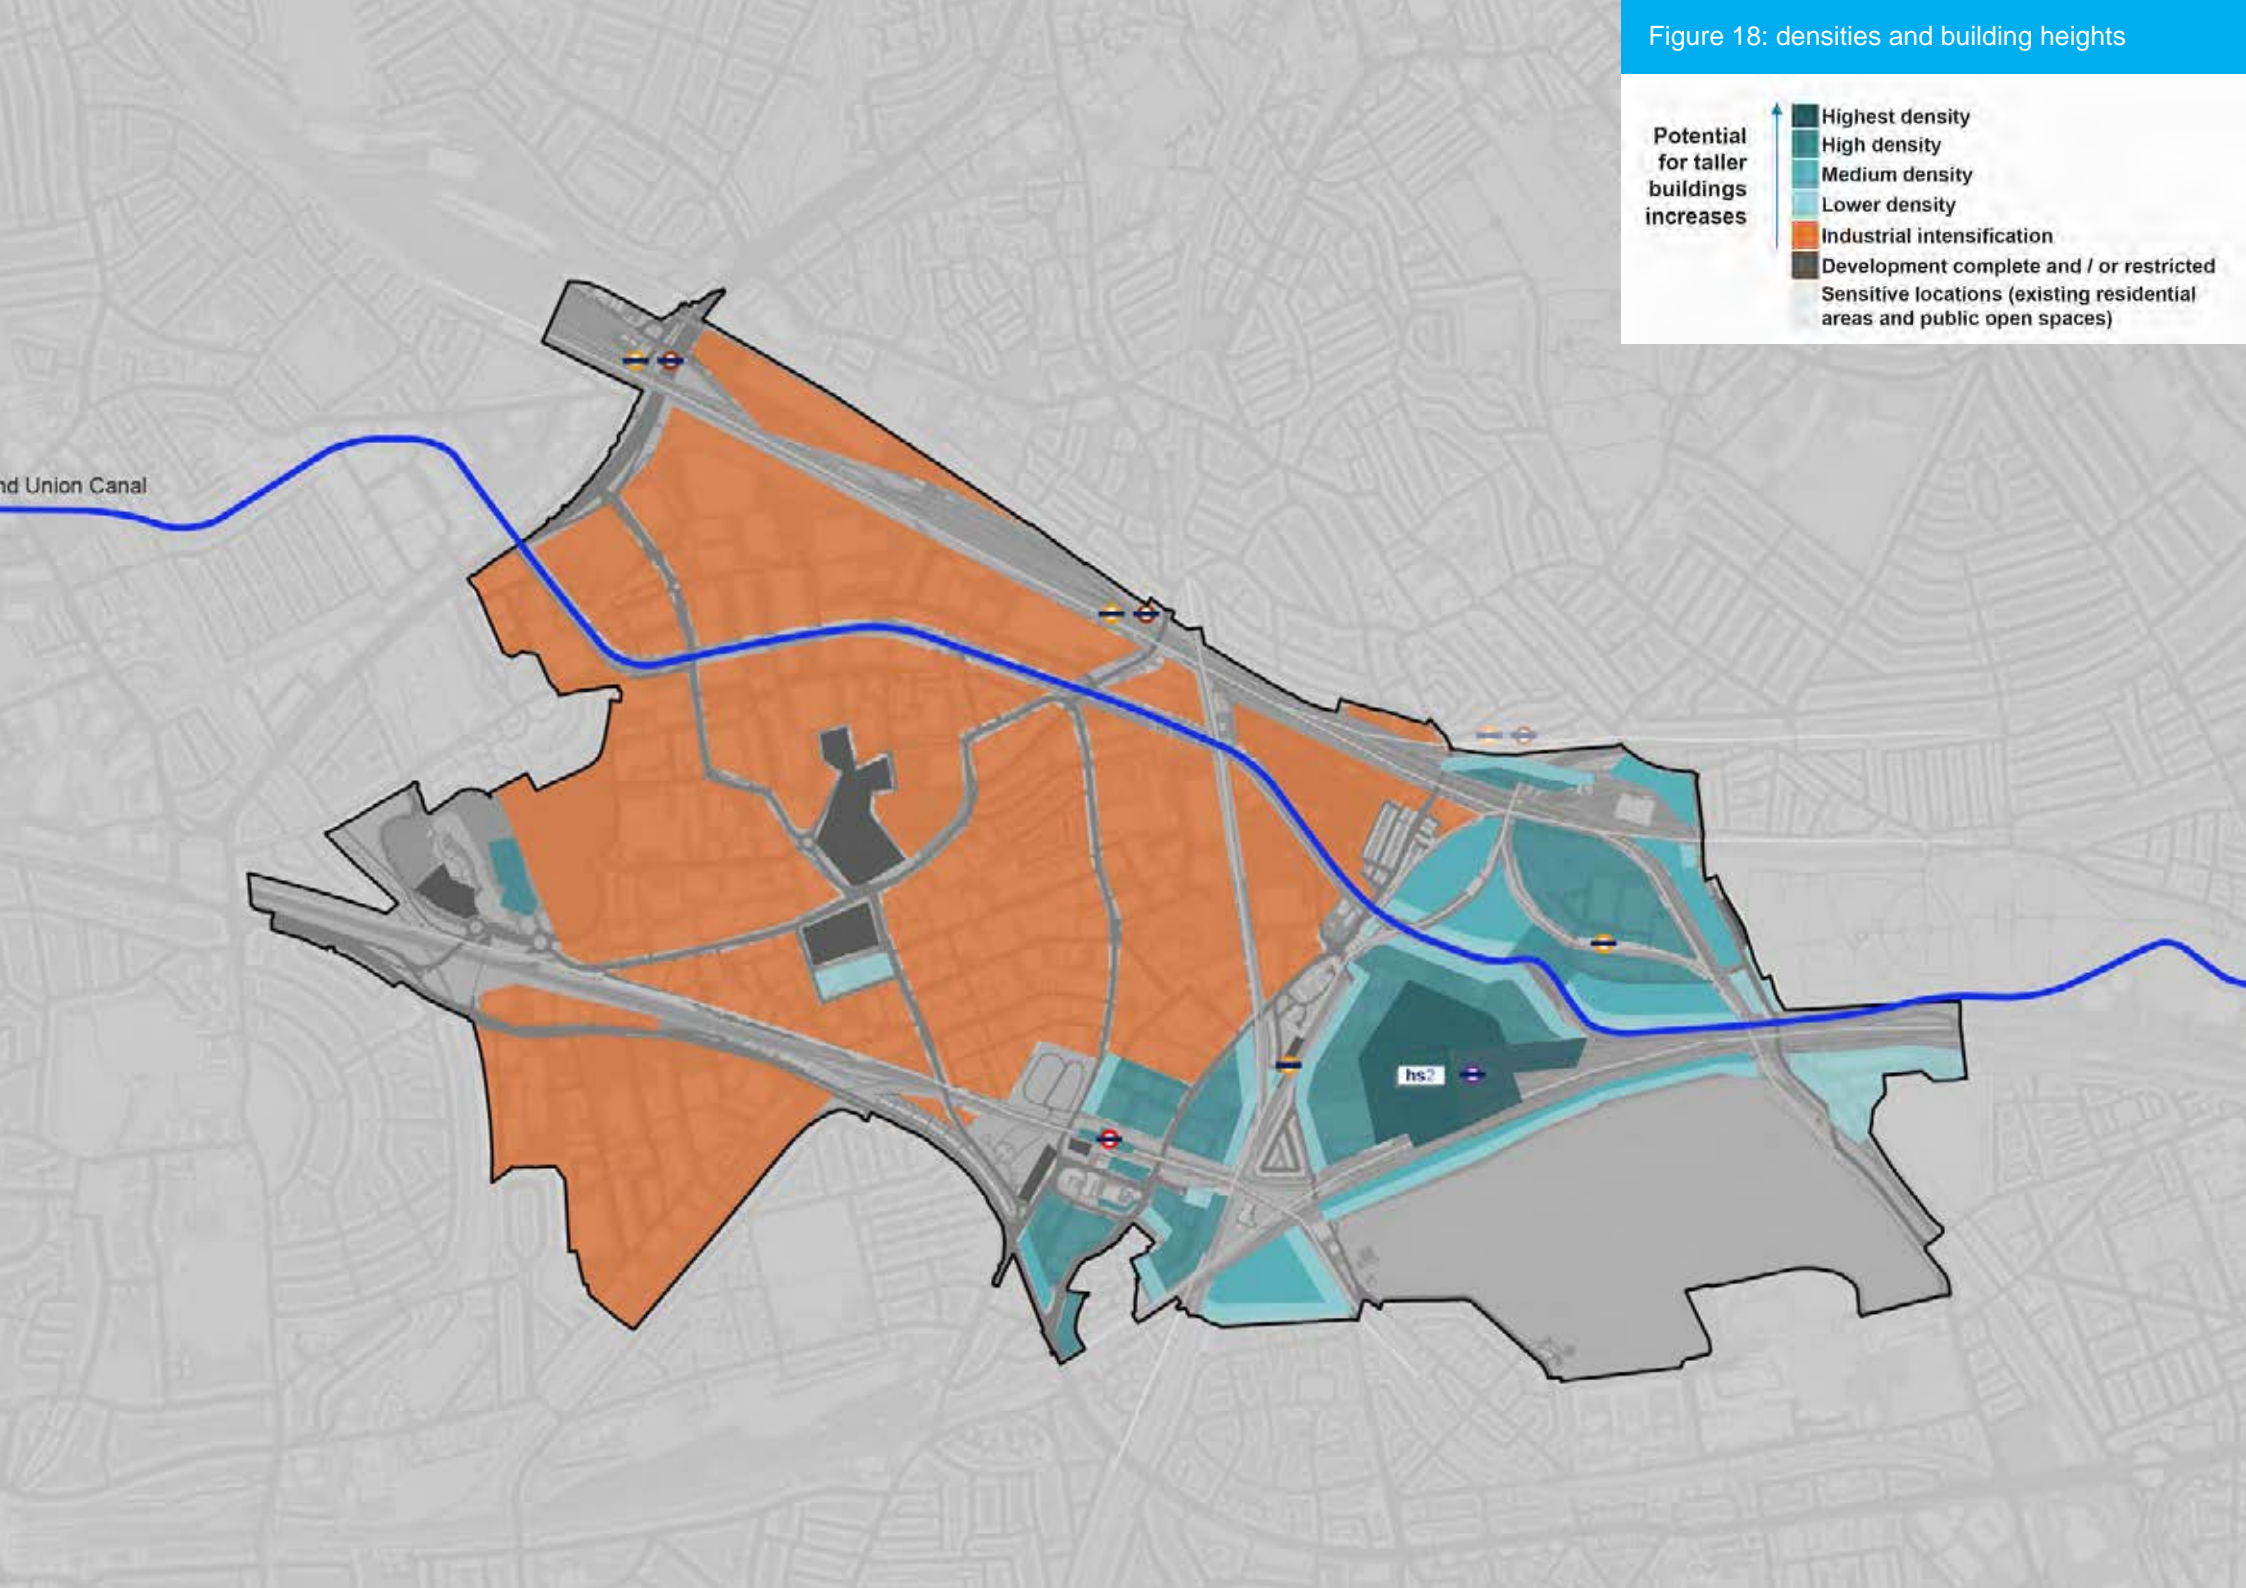 Figure 18: densities and building heights
Potential
for taller
buildings
increases
Highest density
High density
Medium density
Lower density
Industrial intensification
Development complete and / or restricted
Sensitive locations (existing residential
areas and public open spaces)
nd Union Canal
hs2